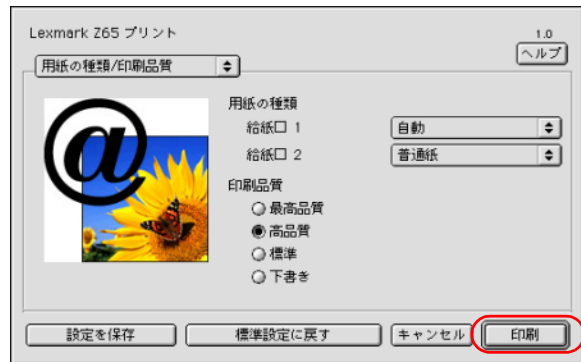 Lexmark Z65 プリント
1.0
用紙の種類/印刷品質
ヘルプ
@
用紙の種類
給紙口 1
自動
給紙口 2
普通紙
印刷品質
最高品質
高品質
標準
下書き
設定を保存
標準設定に戻す
キャンセル
印刷